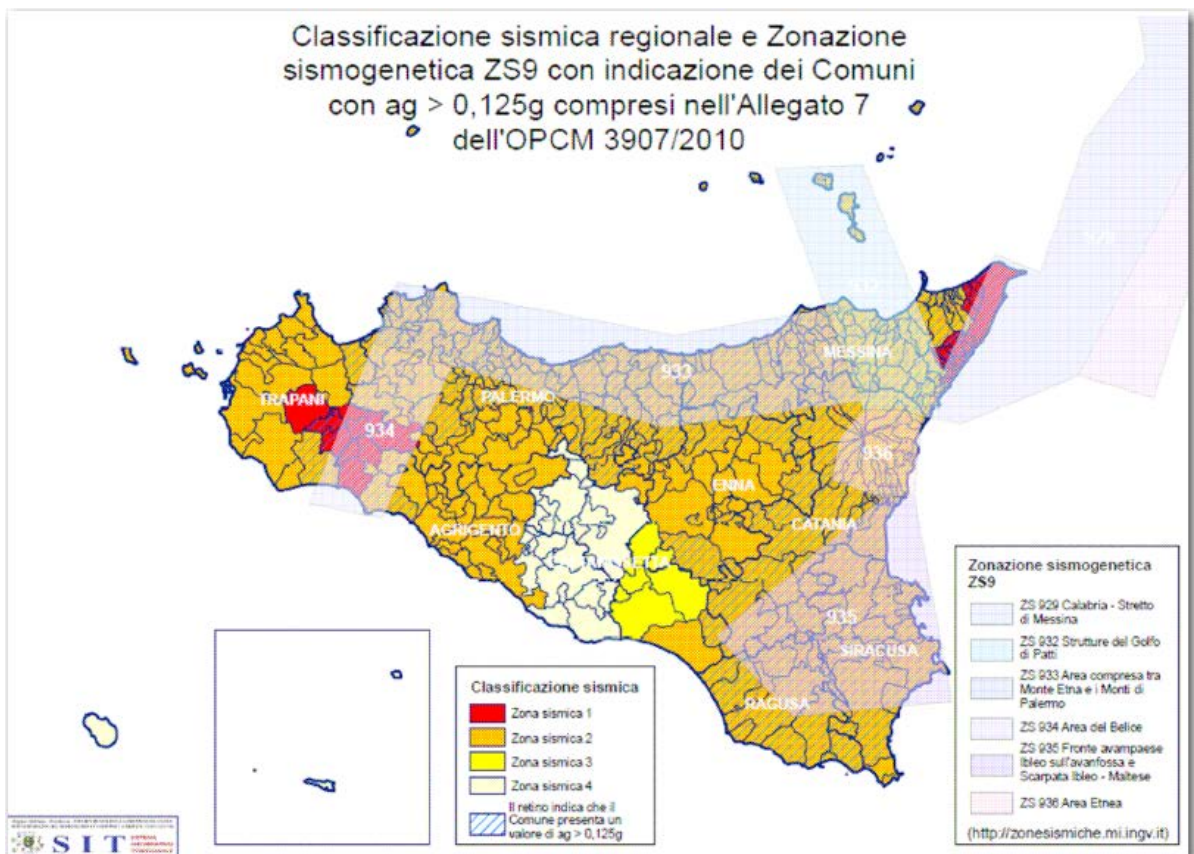 Classificazione sismica regionale e Zonazione
sismogenetica ZS9 con indicazione dei Comuni
con ag > 0,125g compresi nell'Allegato 7
dell'OPCM 3907/2010
932
MESSINA
933
TRAPANI
PALERMO
934
936
ENNA
CATANIA
AGRIGENTO
935
SIRACUSA
RAGUSA
Classificazione sismica
Zona sismica 1
Zona sismica 2
Zona sismica 3
Zona sismica 4
Il retino indica che il
Comune presenta un
valore di ag > 0,125g
Zonazione sismogenetica
ZS9
ZS 929 Calabria - Stretto
di Messina
ZS 932 Strutture del Golfo
di Patti
ZS 933 Area compresa tra
Monte Etna e i Monti di
Palermo
ZS 934 Area del Belice
ZS 935 Fronte avampaese
Ibleo sull'avanfossa e
Scarpata Ibleo - Maltese
ZS 936 Area Etnea
(http://zonesismiche.mi.ingv.it)
SIT